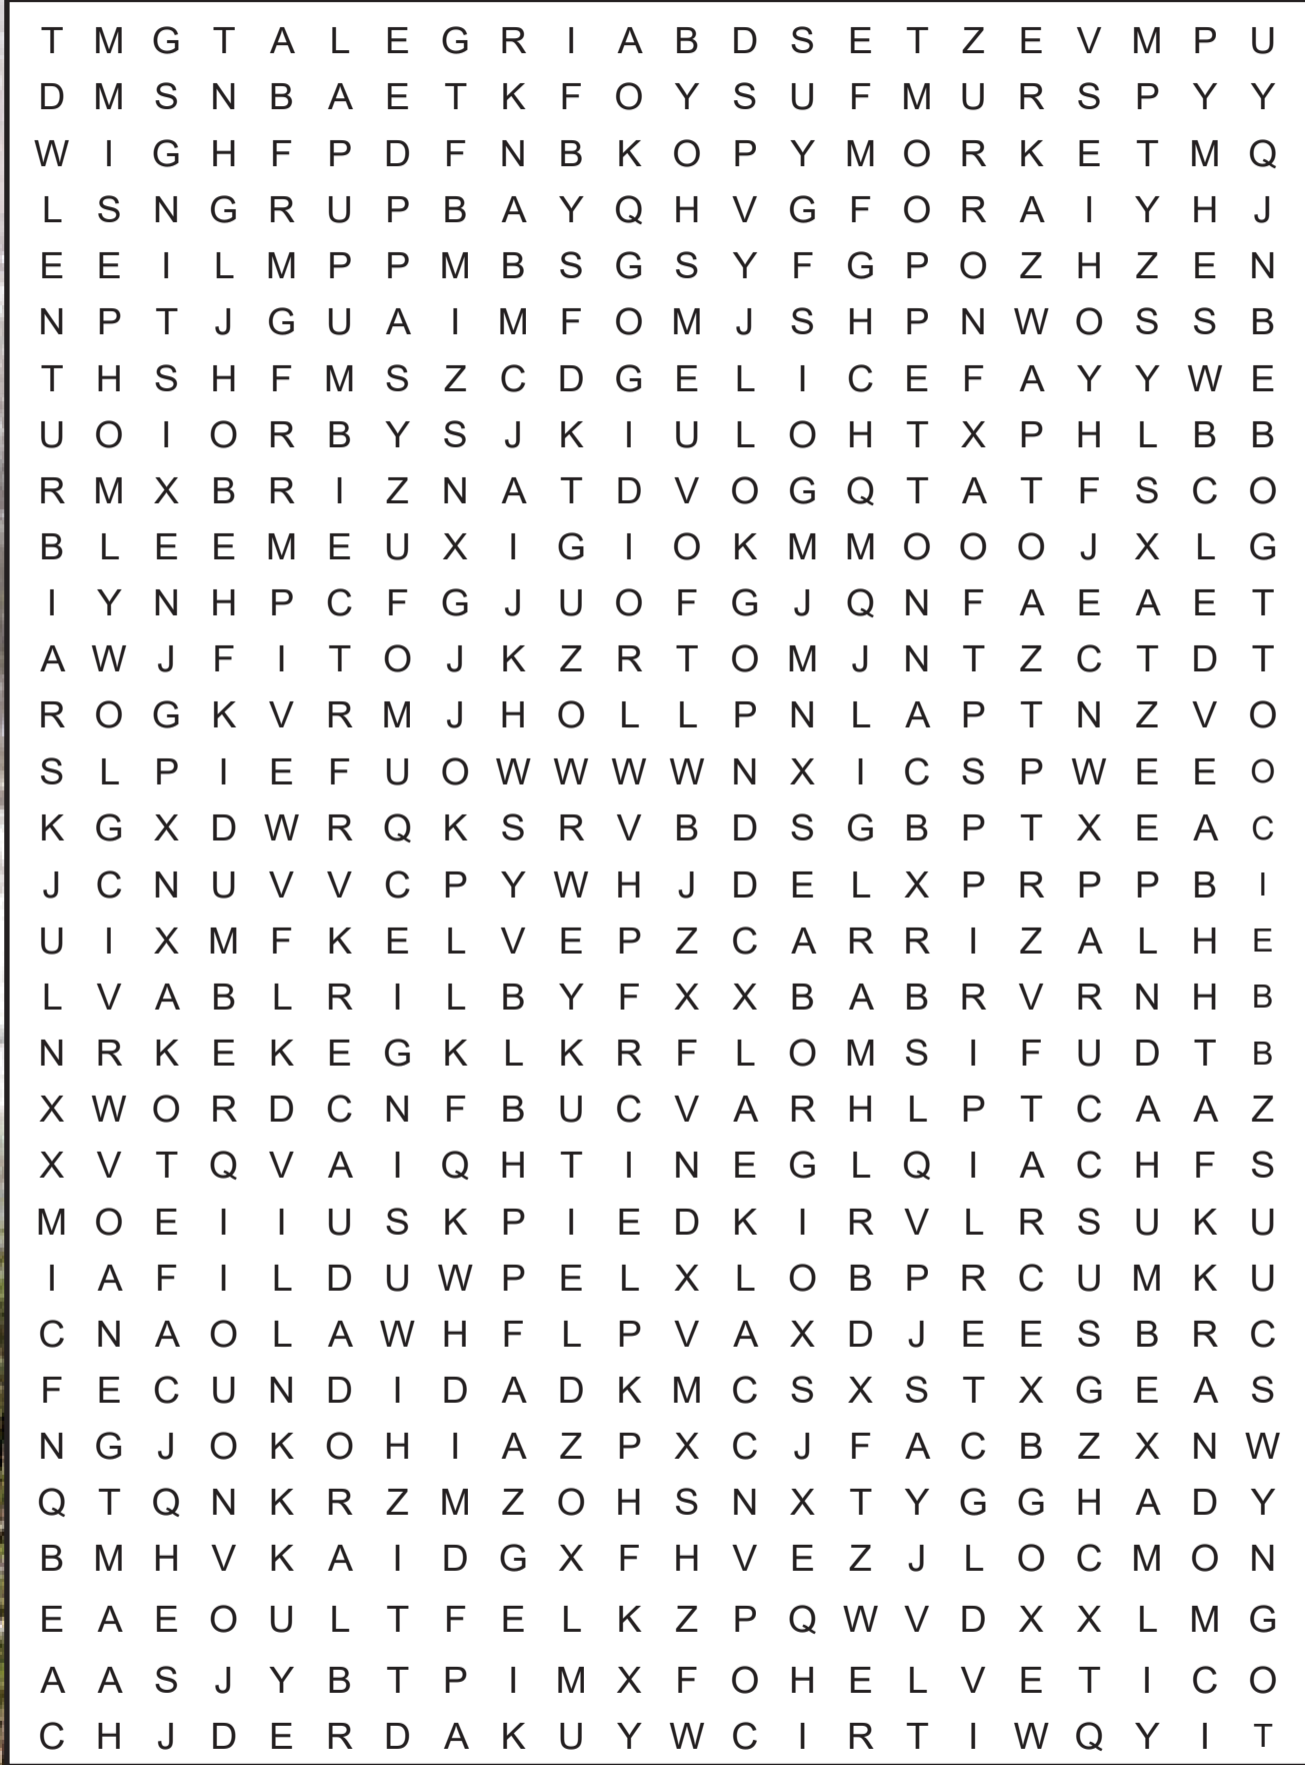 T M G T A L E G R I A B D S E T Z E V M P U
D M S N B A E T K F O Y S U F M U R S P Y Y
W I G H F P D F N B K O P Y M O R K E T M Q
L S N G R U P B A Y Q H V G F O R A I Y H J
E E I L M P P M B S G S Y F G P O Z H Z E N
N P T J G U A I M F O M J S H P N W O S S B
T H S H F M S Z C D G E L I C E F A Y Y W E
U O I O R B Y S J K I U L O H T X P H L B B
R M X B R I Z N A T D V O G Q T A T F S C O
B L E E M E U X I G I O K M M O O O J X L G
I Y N H P C F G J U O F G J Q N F A E A E T
A W J F I T O J K Z R T O M J N T Z C T D T
R O G K V R M J H O L L P N L A P T N Z V O
S L P I E F U O W W W W N X I C S P W E E O
K G X D W R Q K S R V B D S G B P T X E A C
J C N U V V C P Y W H J D E L X P R P P B I
U I X M F K E L V E P Z C A R R I Z A L H E
L V A B L R I L B Y F X X B A B R V R N H B
N R K E K E G K L K R F L O M S I F U D T B
X W O R D C N F B U C V A R H L P T C A A Z
X V T Q V A I Q H T I N E G L Q I A C H F S
M O E I I U S K P I E D K I R V L R S U K U
I A F I L D U W P E L X L O B P R C U M K U
C N A O L A W H F L P V A X D J E E S B R C
F E C U N D I D A D K M C S X S T X G E A S
N G J O K O H I A Z P X C J F A C B Z X N W
Q T Q N K R Z M Z O H S N X T Y G G H A D Y
B M H V K A I D G X F H V E Z J L O C M O N
E A E O U L T F E L K Z P Q W V D X X L M G
A A S J Y B T P I M X F O H E L V E T I C O
C H J D E R D A K U Y W C I R T I W Q Y I T